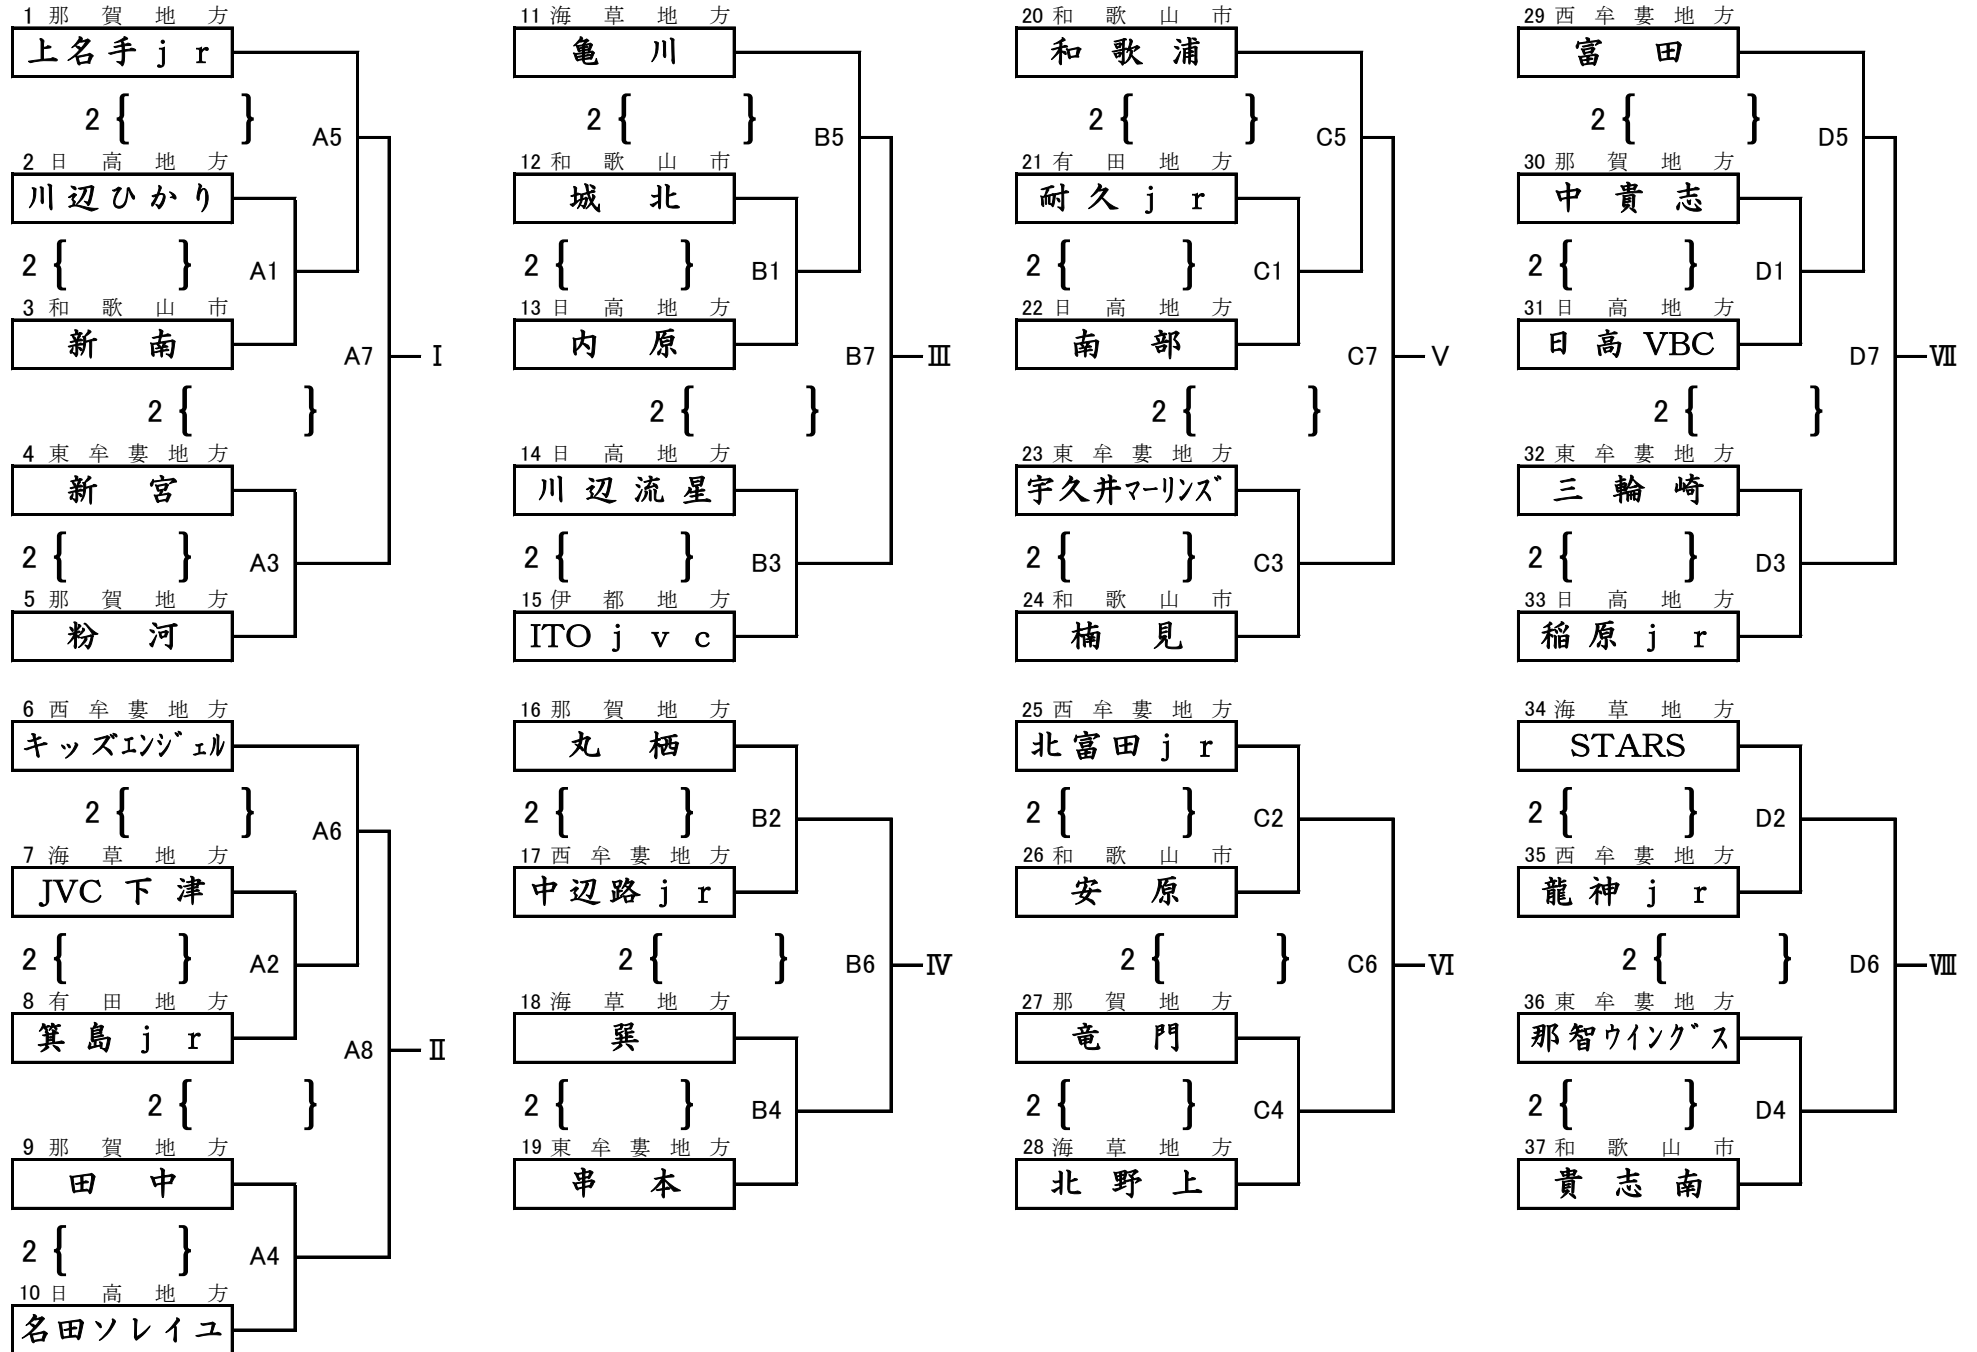 1 那賀地方
上名手ｊｒ
2 { }
A5
2 日高地方
川辺ひかり
2 { }
A1
3 和歌山市
新南
A7
Ⅰ
2 { }
4 東牟婁地方
新宮
2 { }
A3
5 那賀地方
粉河
6 西牟婁地方
キッズエンジェル
2 { }
A6
7 海草地方
JVC下津
2 { }
A2
8 有田地方
箕島ｊｒ
A8
Ⅱ
2 { }
9 那賀地方
田中
2 { }
A4
10 日高地方
名田ソレイユ
11 海草地方
亀川
2 { }
B5
12 和歌山市
城北
2 { }
B1
13 日高地方
内原
B7
Ⅲ
2 { }
14 日高地方
川辺流星
2 { }
B3
15 伊都地方
ITOｊｖｃ
16 那賀地方
丸栖
2 { }
B2
17 西牟婁地方
中辺路ｊｒ
2 { }
B6
Ⅳ
18 海草地方
巽
2 { }
B4
19 東牟婁地方
串本
20 和歌山市
和歌浦
2 { }
C5
21 有田地方
耐久ｊｒ
2 { }
C1
22 日高地方
南部
C7
Ⅴ
2 { }
23 東牟婁地方
宇久井マーリンズ
2 { }
C3
24 和歌山市
楠見
25 西牟婁地方
北富田ｊｒ
2 { }
C2
26 和歌山市
安原
2 { }
C6
Ⅵ
27 那賀地方
竜門
2 { }
C4
28 海草地方
北野上
29 西牟婁地方
富田
2 { }
D5
30 那賀地方
中貴志
2 { }
D1
31 日高地方
日高VBC
D7
Ⅶ
2 { }
32 東牟婁地方
三輪崎
2 { }
D3
33 日高地方
稲原ｊｒ
34 海草地方
STARS
2 { }
D2
35 西牟婁地方
龍神ｊｒ
2 { }
D6
Ⅷ
36 東牟婁地方
那智ウイングス
2 { }
D4
37 和歌山市
貴志南